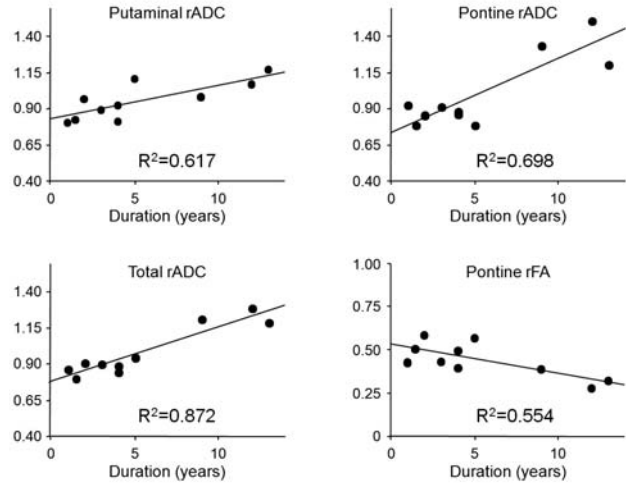 Putaminal rADC
1.40
1.15
0.90
0.65
0.40
R²=0.617
0 5 10
Duration (years)
Pontine rADC
1.40
1.15
0.90
0.65
0.40
R²=0.698
0 5 10
Duration (years)
Total rADC
1.40
1.15
0.90
0.65
0.40
R²=0.872
0 5 10
Duration (years)
Pontine rFA
1.00
0.75
0.50
0.25
0
R²=0.554
0 5 10
Duration (years)